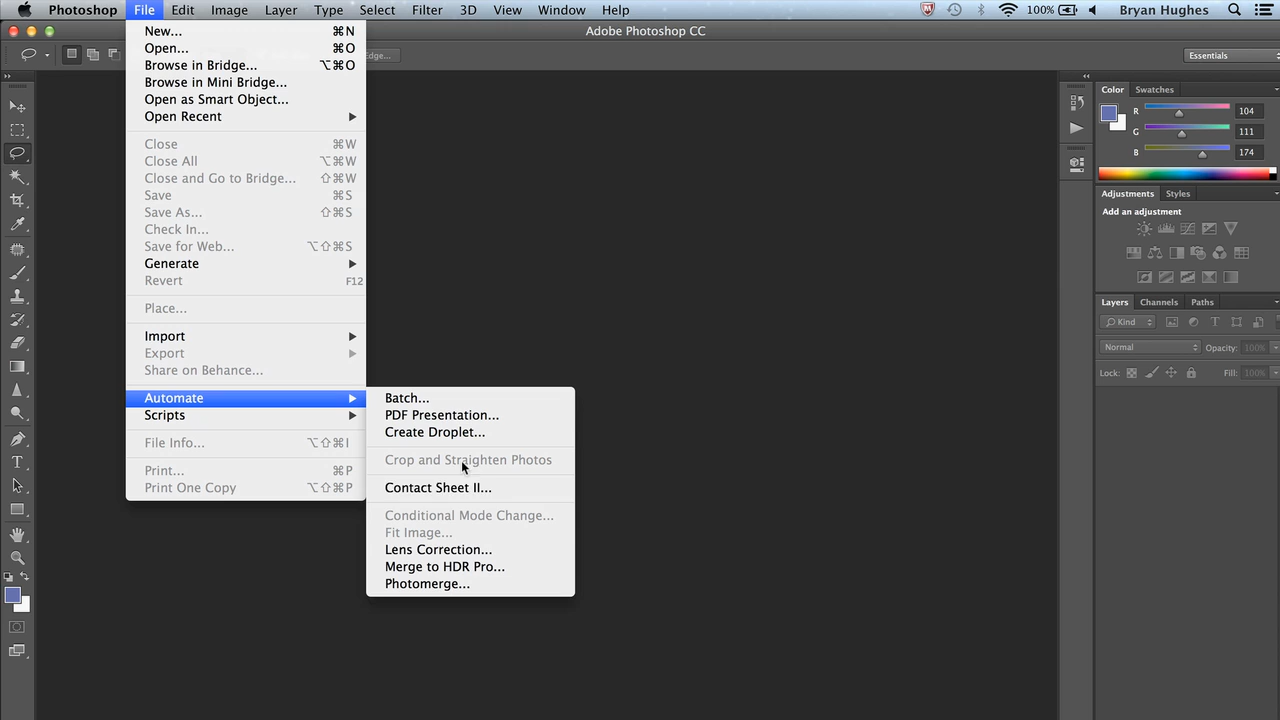 Photoshop File Edit Image Layer Type Select Filter 3D View Window Help 100% Bryan Hughes
Adobe Photoshop CC
Edge... Essentials
New... ⌘N
Open... ⌘O
Browse in Bridge... ⌥⌘O
Browse in Mini Bridge...
Open as Smart Object...
Open Recent
Close ⌘W
Close All ⌥⌘W
Close and Go to Bridge... ⇧⌘W
Save ⌘S
Save As... ⇧⌘S
Check In...
Save for Web... ⌥⇧⌘S
Generate
Revert F12
Place...
Import
Export
Share on Behance...
Automate
Scripts
File Info... ⌥⇧⌘I
Print... ⌘P
Print One Copy ⌥⇧⌘P
Batch...
PDF Presentation...
Create Droplet...
Crop and Straighten Photos
Contact Sheet II...
Conditional Mode Change...
Fit Image...
Lens Correction...
Merge to HDR Pro...
Photomerge...
Color Swatches
R 104
G 111
B 174
Adjustments Styles
Add an adjustment
Layers Channels Paths
Kind
Normal Opacity: 100%
Lock: Fill: 100%